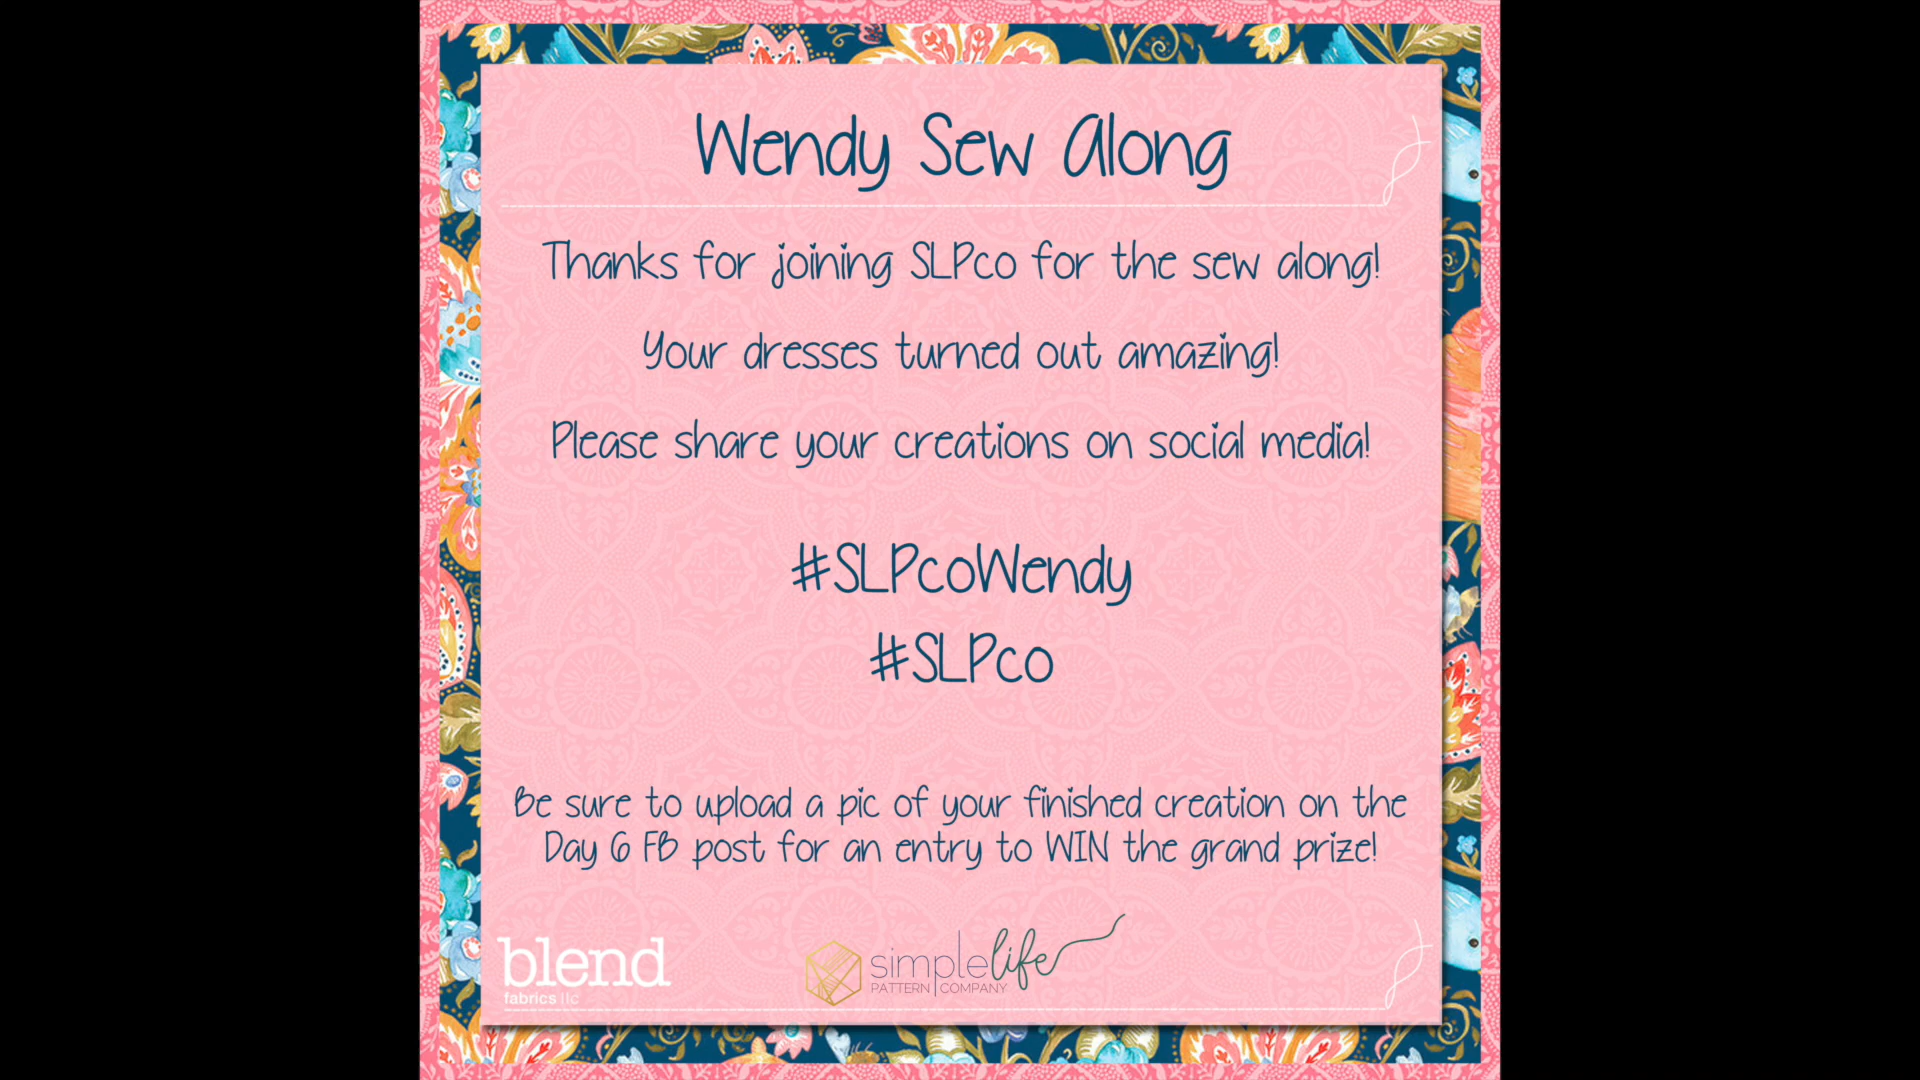 Wendy Sew Along
Thanks for joining SLPco for the sew along!
Your dresses turned out amazing!
Please share your creations on social media!
#SLPcoWendy
#SLPco
Be sure to upload a pic of your finished creation on the
Day 6 FB post for an entry to WIN the grand prize!
blend
fabrics llc
simple life
PATTERN COMPANY